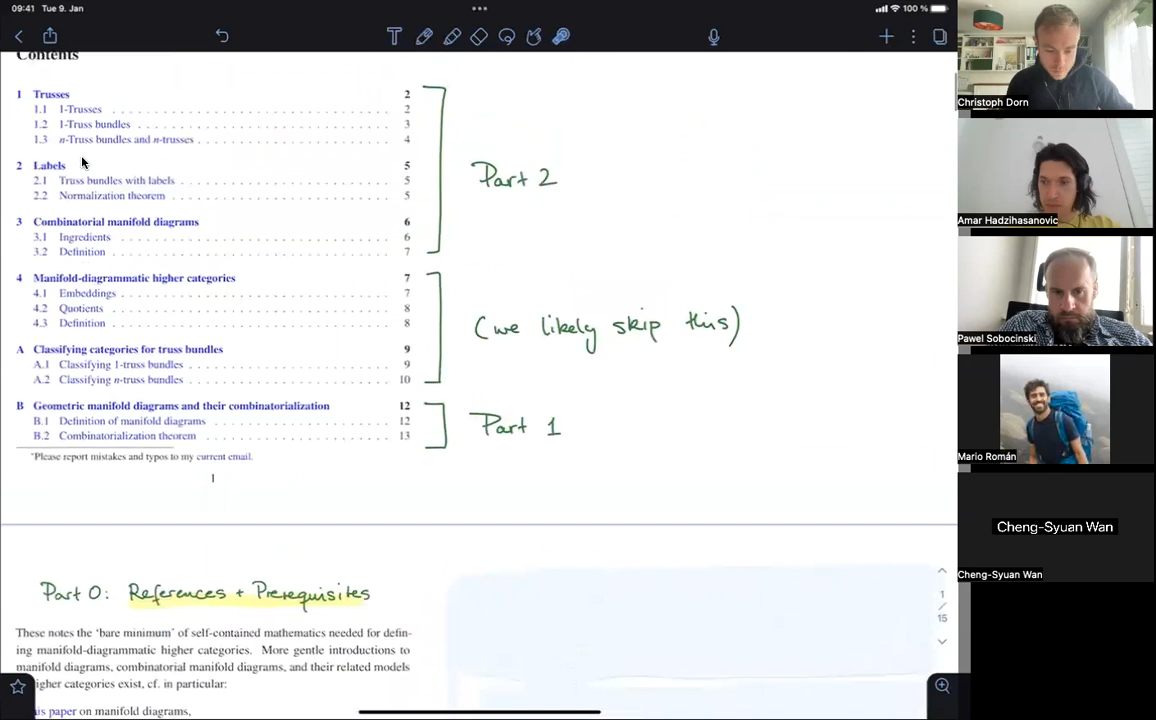 09:41 Tue 9. Jan
100 %
Contents
1 Trusses 2
1.1 1-Trusses 2
1.2 1-Truss bundles 3
1.3 n-Truss bundles and n-trusses 4
2 Labels 5
2.1 Truss bundles with labels 5
2.2 Normalization theorem 5
3 Combinatorial manifold diagrams 6
3.1 Ingredients 6
3.2 Definition 7
Part 2
4 Manifold-diagrammatic higher categories 7
4.1 Embeddings 7
4.2 Quotients 8
4.3 Definition 8
A Classifying categories for truss bundles 9
A.1 Classifying 1-truss bundles 9
A.2 Classifying n-truss bundles 10
(we likely skip this)
B Geometric manifold diagrams and their combinatorialization 12
B.1 Definition of manifold diagrams 12
B.2 Combinatorialization theorem 13
Part 1
*Please report mistakes and typos to my current email.
1
Part 0: References + Prerequisites
These notes the ‘bare minimum’ of self-contained mathematics needed for defin-
ing manifold-diagrammatic higher categories. More gentle introductions to
manifold diagrams, combinatorial manifold diagrams, and their related models
igher categories exist, cf. in particular:
is paper on manifold diagrams,
1
/
15
Christoph Dorn
Amar Hadzihasanovic
Pawel Sobocinski
Mario Román
Cheng-Syuan Wan
Cheng-Syuan Wan